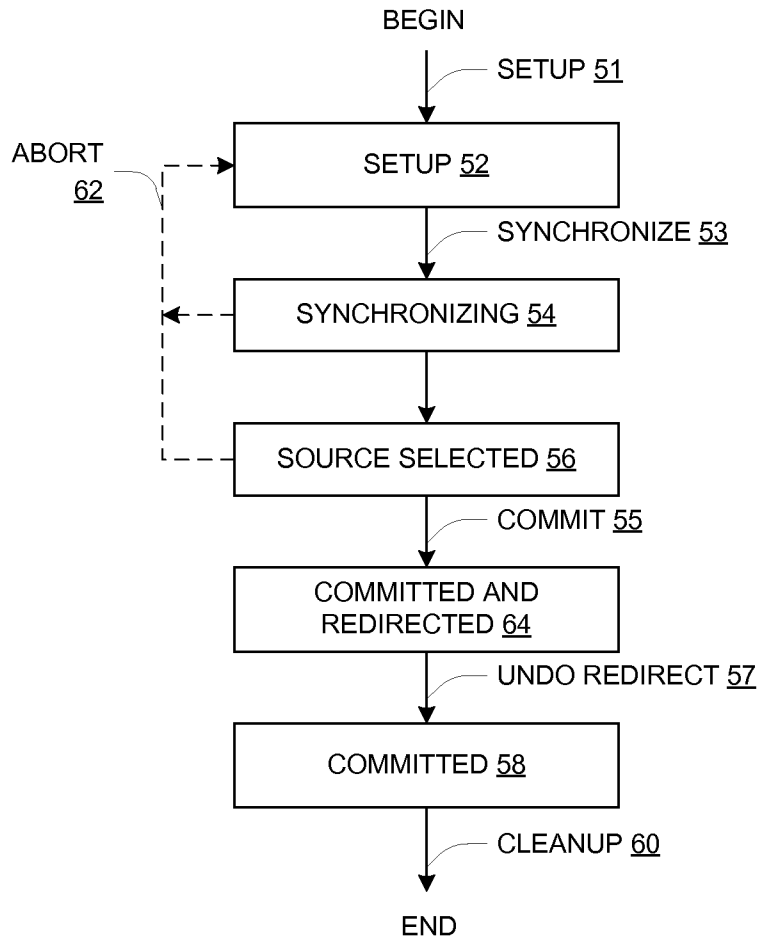 BEGIN
SETUP 51
ABORT
62
SETUP 52
SYNCHRONIZE 53
SYNCHRONIZING 54
SOURCE SELECTED 56
COMMIT 55
COMMITTED AND
REDIRECTED 64
UNDO REDIRECT 57
COMMITTED 58
CLEANUP 60
END